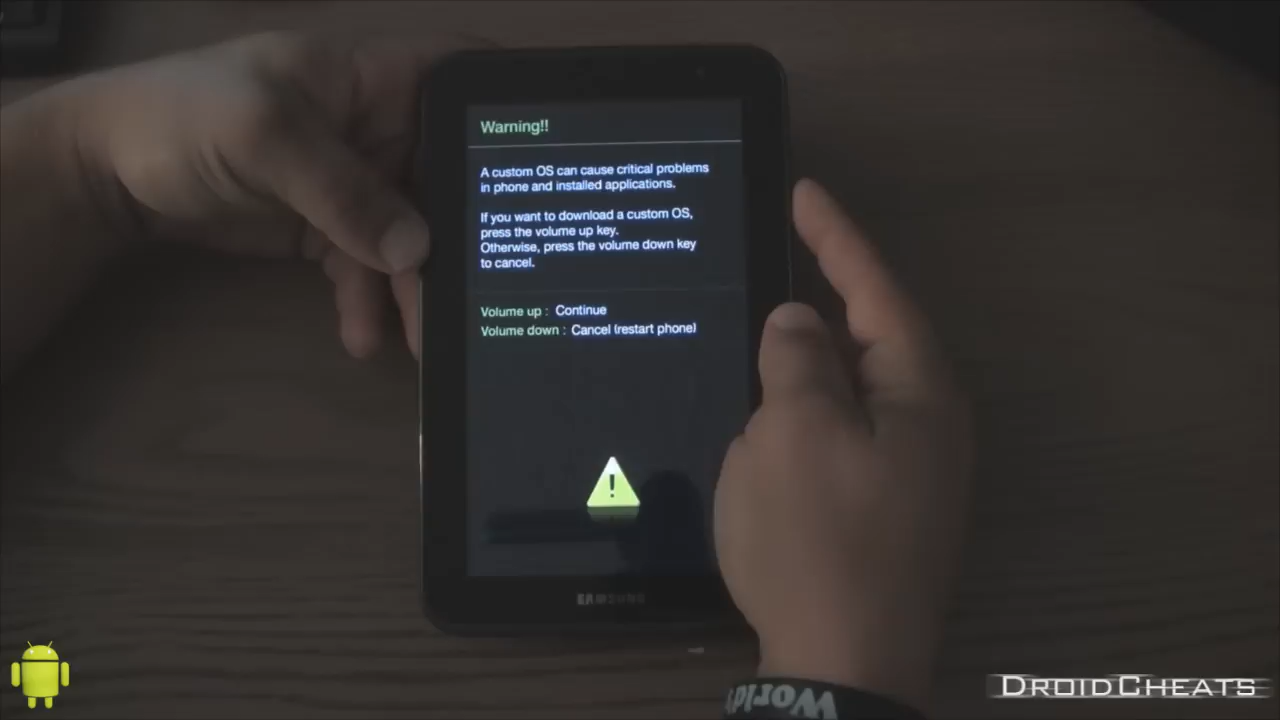 Warning!!
A custom OS can cause critical problems
in phone and installed applications.
If you want to download a custom OS,
press the volume up key.
Otherwise, press the volume down key
to cancel.
Volume up : Continue
Volume down : Cancel (restart phone)
!
SAMSUNG
World's
DROIDCHEATS